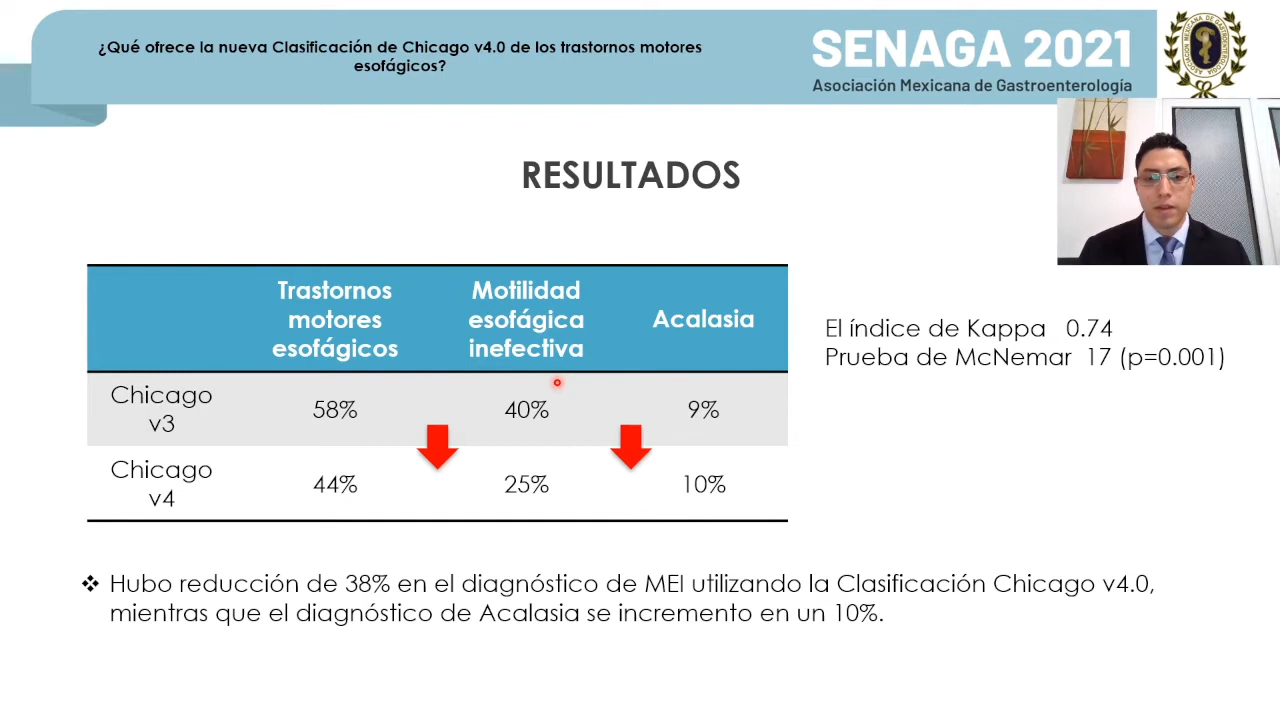 ¿Qué ofrece la nueva Clasificación de Chicago v4.0 de los trastornos motores
esofágicos?
SENAGA 2021
Asociación Mexicana de Gastroenterología
RESULTADOS
Trastornos
motores
esofágicos
Motilidad
esofágica
inefectiva
Acalasia
Chicago
v3
58%
40%
9%
Chicago
v4
44%
25%
10%
El índice de Kappa 0.74
Prueba de McNemar 17 (p=0.001)
❖ Hubo reducción de 38% en el diagnóstico de MEI utilizando la Clasificación Chicago v4.0,
mientras que el diagnóstico de Acalasia se incremento en un 10%.